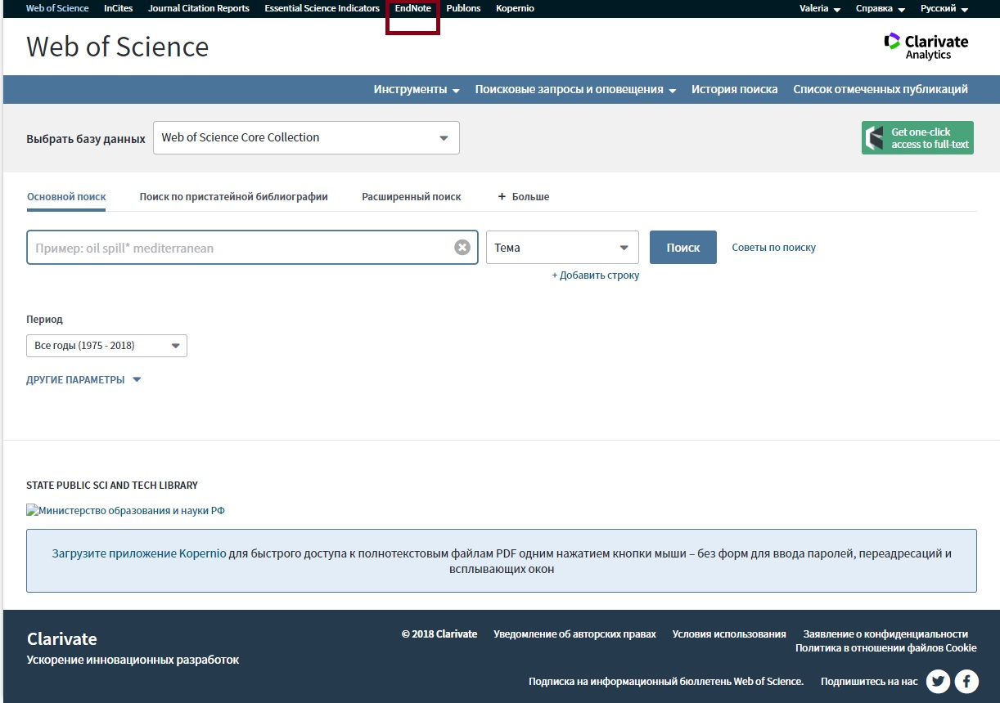 Web of Science InCites Journal Citation Reports Essential Science Indicators EndNote Publons Kopernio Valeria Справка Русский
Web of Science
Clarivate
Analytics
Инструменты Поисковые запросы и оповещения История поиска Список отмеченных публикаций
Выбрать базу данных Web of Science Core Collection
Get one-click
access to full-text
Основной поиск Поиск по пристатейной библиографии Расширенный поиск + Больше
Пример: oil spill* mediterranean Тема Поиск Советы по поиску
+ Добавить строку
Период
Все годы (1975 - 2018)
ДРУГИЕ ПАРАМЕТРЫ
STATE PUBLIC SCI AND TECH LIBRARY
Министерство образования и науки РФ
Загрузите приложение Kopernio для быстрого доступа к полнотекстовым файлам PDF одним нажатием кнопки мыши – без форм для ввода паролей, переадресаций и
всплывающих окон
Clarivate
Ускорение инновационных разработок
© 2018 Clarivate Уведомление об авторских правах Условия использования Заявление о конфиденциальности
Политика в отношении файлов Cookie
Подписка на информационный бюллетень Web of Science. Подпишитесь на нас